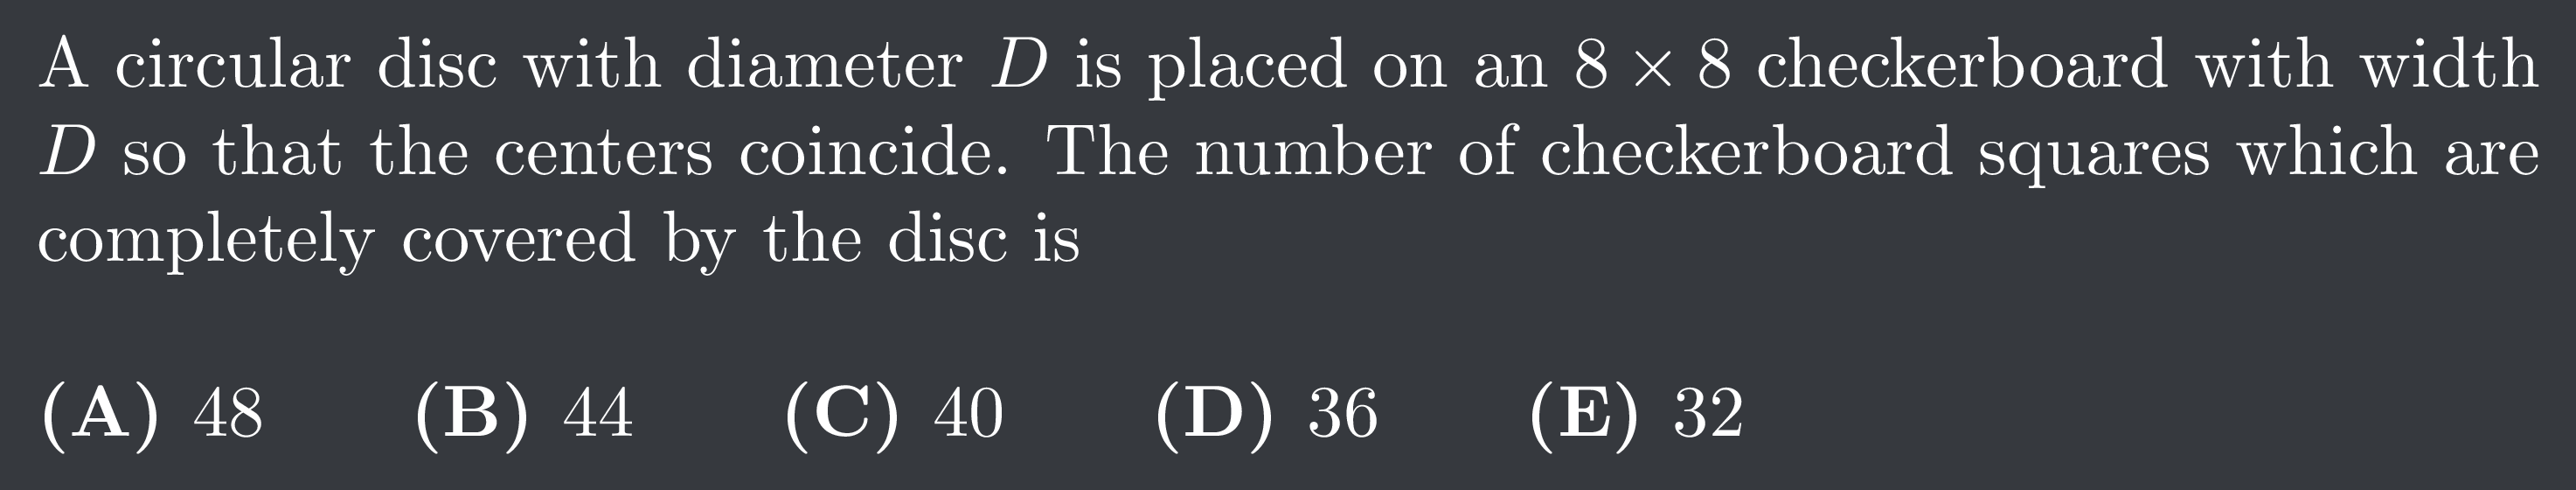 A circular disc with diameter D is placed on an 8 × 8 checkerboard with width
D so that the centers coincide. The number of checkerboard squares which are
completely covered by the disc is
(A) 48 (B) 44 (C) 40 (D) 36 (E) 32